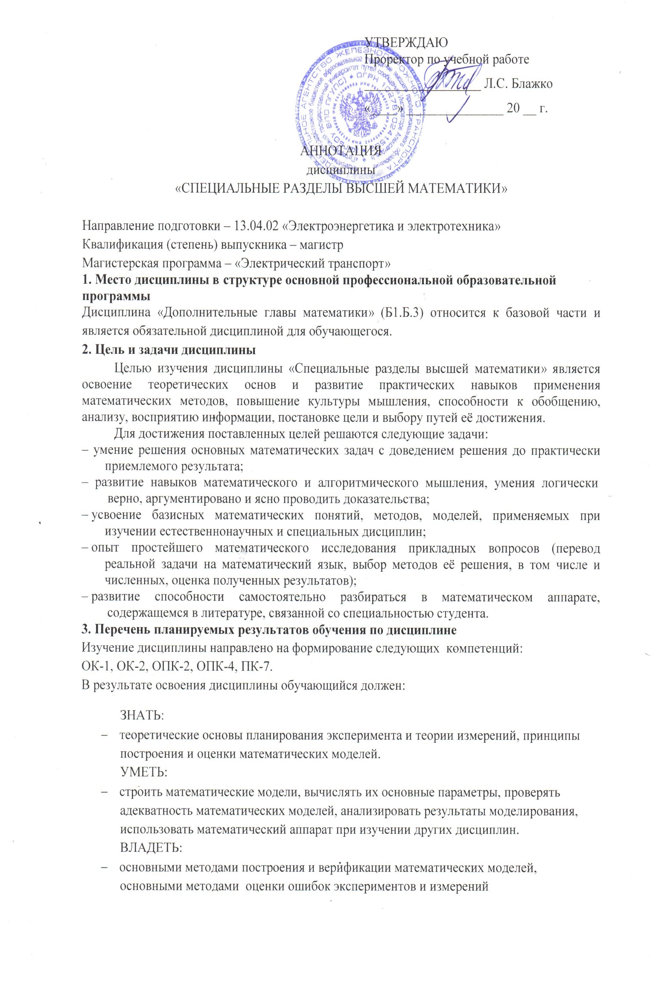 УТВЕРЖДАЮ
Проректор по учебной работе
Л.С. Блажко
«____» ______________ 20 __ г.
ФЕДЕРАЛЬНОЕ АГЕНТСТВО ЖЕЛЕЗНОДОРОЖНОГО ТРАНСПОРТА
АННОТАЦИЯ
дисциплины
«СПЕЦИАЛЬНЫЕ РАЗДЕЛЫ ВЫСШЕЙ МАТЕМАТИКИ»
Направление подготовки – 13.04.02 «Электроэнергетика и электротехника»
Квалификация (степень) выпускника – магистр
Магистерская программа – «Электрический транспорт»
1. Место дисциплины в структуре основной профессиональной образовательной
программы
Дисциплина «Дополнительные главы математики» (Б1.Б.3) относится к базовой части и
является обязательной дисциплиной для обучающегося.
2. Цель и задачи дисциплины
Целью изучения дисциплины «Специальные разделы высшей математики» является
освоение теоретических основ и развитие практических навыков применения
математических методов, повышение культуры мышления, способности к обобщению,
анализу, восприятию информации, постановке цели и выбору путей её достижения.
Для достижения поставленных целей решаются следующие задачи:
– умение решения основных математических задач с доведением решения до практически
приемлемого результата;
– развитие навыков математического и алгоритмического мышления, умения логически
верно, аргументировано и ясно проводить доказательства;
– усвоение базисных математических понятий, методов, моделей, применяемых при
изучении естественнонаучных и специальных дисциплин;
– опыт простейшего математического исследования прикладных вопросов (перевод
реальной задачи на математический язык, выбор методов её решения, в том числе и
численных, оценка полученных результатов);
– развитие способности самостоятельно разбираться в математическом аппарате,
содержащемся в литературе, связанной со специальностью студента.
3. Перечень планируемых результатов обучения по дисциплине
Изучение дисциплины направлено на формирование следующих компетенций:
ОК-1, ОК-2, ОПК-2, ОПК-4, ПК-7.
В результате освоения дисциплины обучающийся должен:
ЗНАТЬ:
– теоретические основы планирования эксперимента и теории измерений, принципы
построения и оценки математических моделей.
УМЕТЬ:
– строить математические модели, вычислять их основные параметры, проверять
адекватность математических моделей, анализировать результаты моделирования,
использовать математический аппарат при изучении других дисциплин.
ВЛАДЕТЬ:
– основными методами построения и верификации математических моделей,
основными методами оценки ошибок экспериментов и измерений